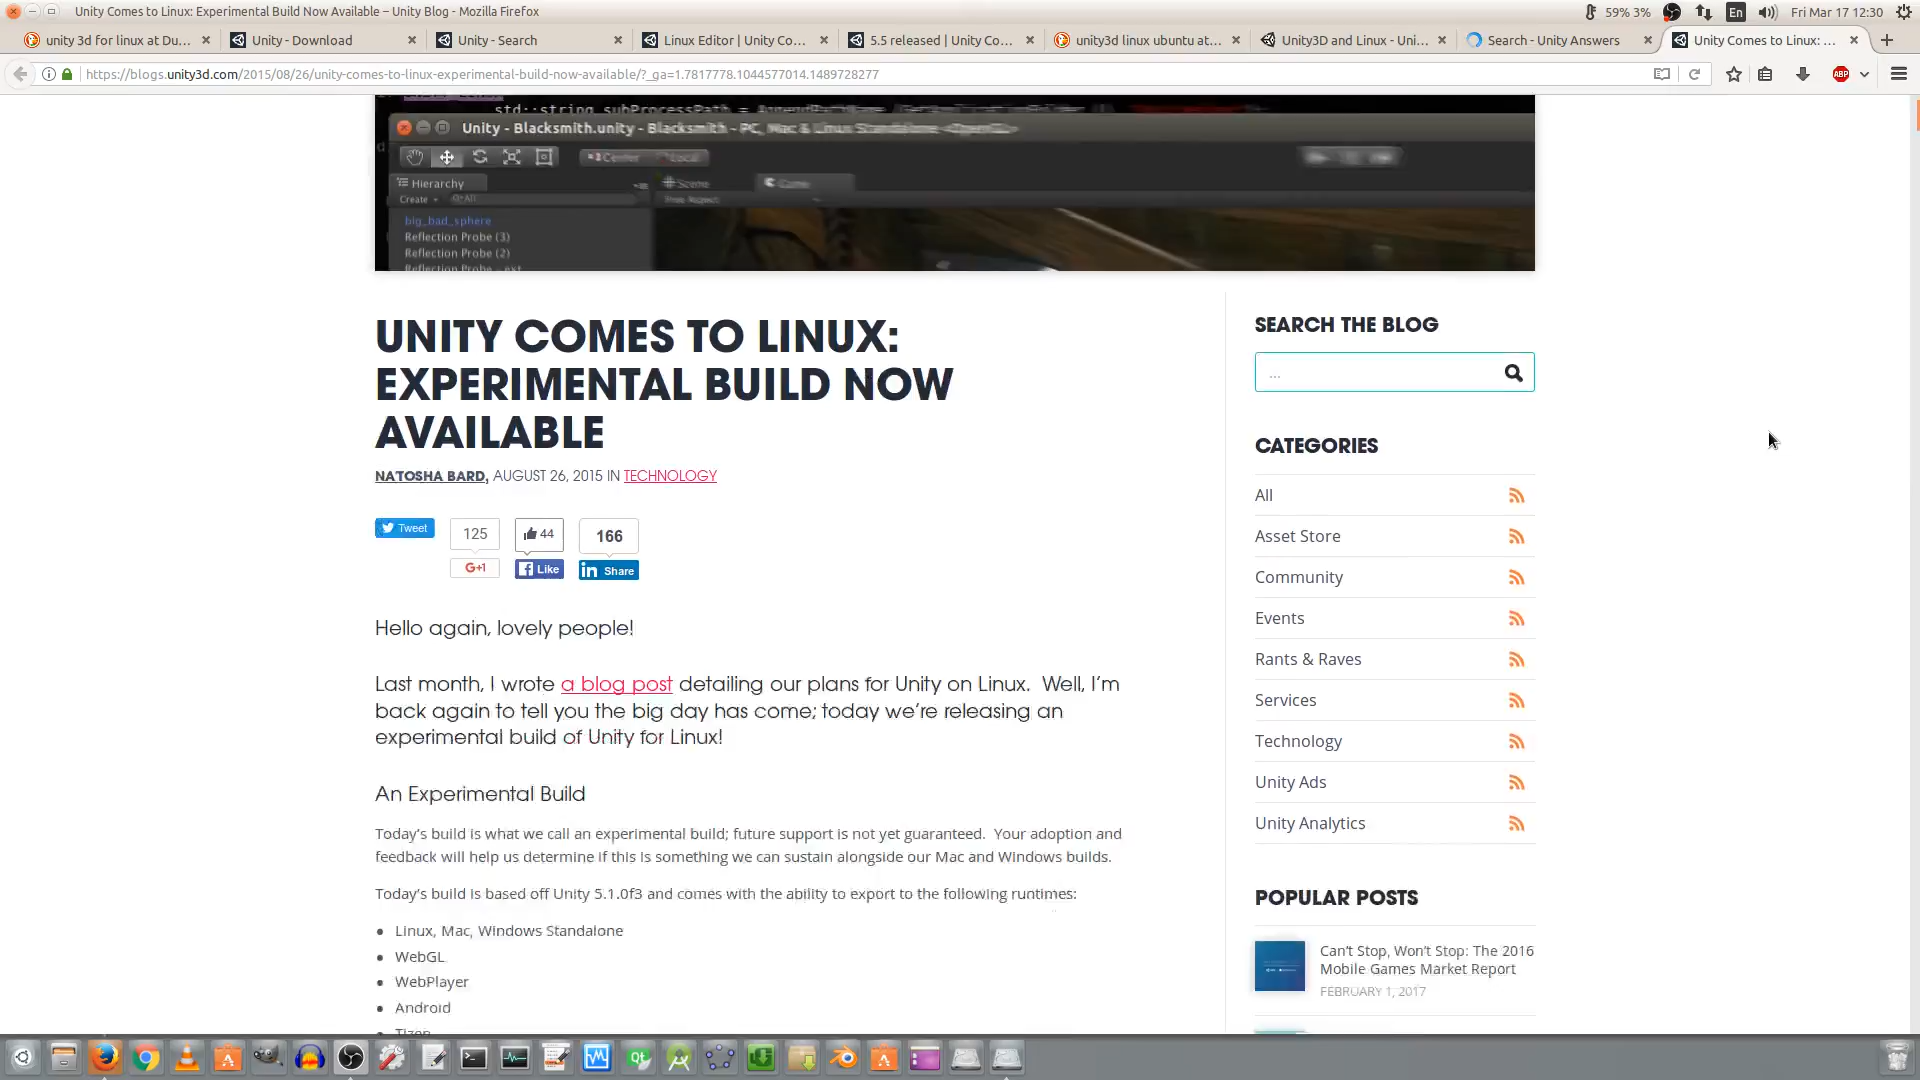 Unity Comes to Linux: Experimental Build Now Available – Unity Blog - Mozilla Firefox
59% 3%
En
Fri Mar 17 12:30
unity 3d for linux at Du...
Unity - Download
Unity - Search
Linux Editor | Unity Co...
5.5 released | Unity Co...
unity3d linux ubuntu at...
Unity3D and Linux - Uni...
Search - Unity Answers
Unity Comes to Linux: ...
https://blogs.unity3d.com/2015/08/26/unity-comes-to-linux-experimental-build-now-available/?_ga=1.7817778.1044577014.1489728277
ABP
std::string subProcessPath =
Unity - Blacksmith.unity - Blacksmith - PC, Mac & Linux Standalone
Center
Local
Hierarchy
Scene
Game
Create
All
big_bad_sphere
Reflection Probe (3)
Reflection Probe (2)
Reflection Probe - ext
UNITY COMES TO LINUX:
EXPERIMENTAL BUILD NOW
AVAILABLE
NATOSHA BARD, AUGUST 26, 2015 IN TECHNOLOGY
Tweet
125
G+1
44
Like
166
in Share
Hello again, lovely people!
Last month, I wrote a blog post detailing our plans for Unity on Linux.  Well, I’m
back again to tell you the big day has come; today we’re releasing an
experimental build of Unity for Linux!
An Experimental Build
Today’s build is what we call an experimental build; future support is not yet guaranteed.  Your adoption and
feedback will help us determine if this is something we can sustain alongside our Mac and Windows builds.
Today’s build is based off Unity 5.1.0f3 and comes with the ability to export to the following runtimes:
• Linux, Mac, Windows Standalone
• WebGL
• WebPlayer
• Android
• Tizen
SEARCH THE BLOG
...
CATEGORIES
All
Asset Store
Community
Events
Rants & Raves
Services
Technology
Unity Ads
Unity Analytics
POPULAR POSTS
Can’t Stop, Won’t Stop: The 2016
Mobile Games Market Report
FEBRUARY 1, 2017
Qt